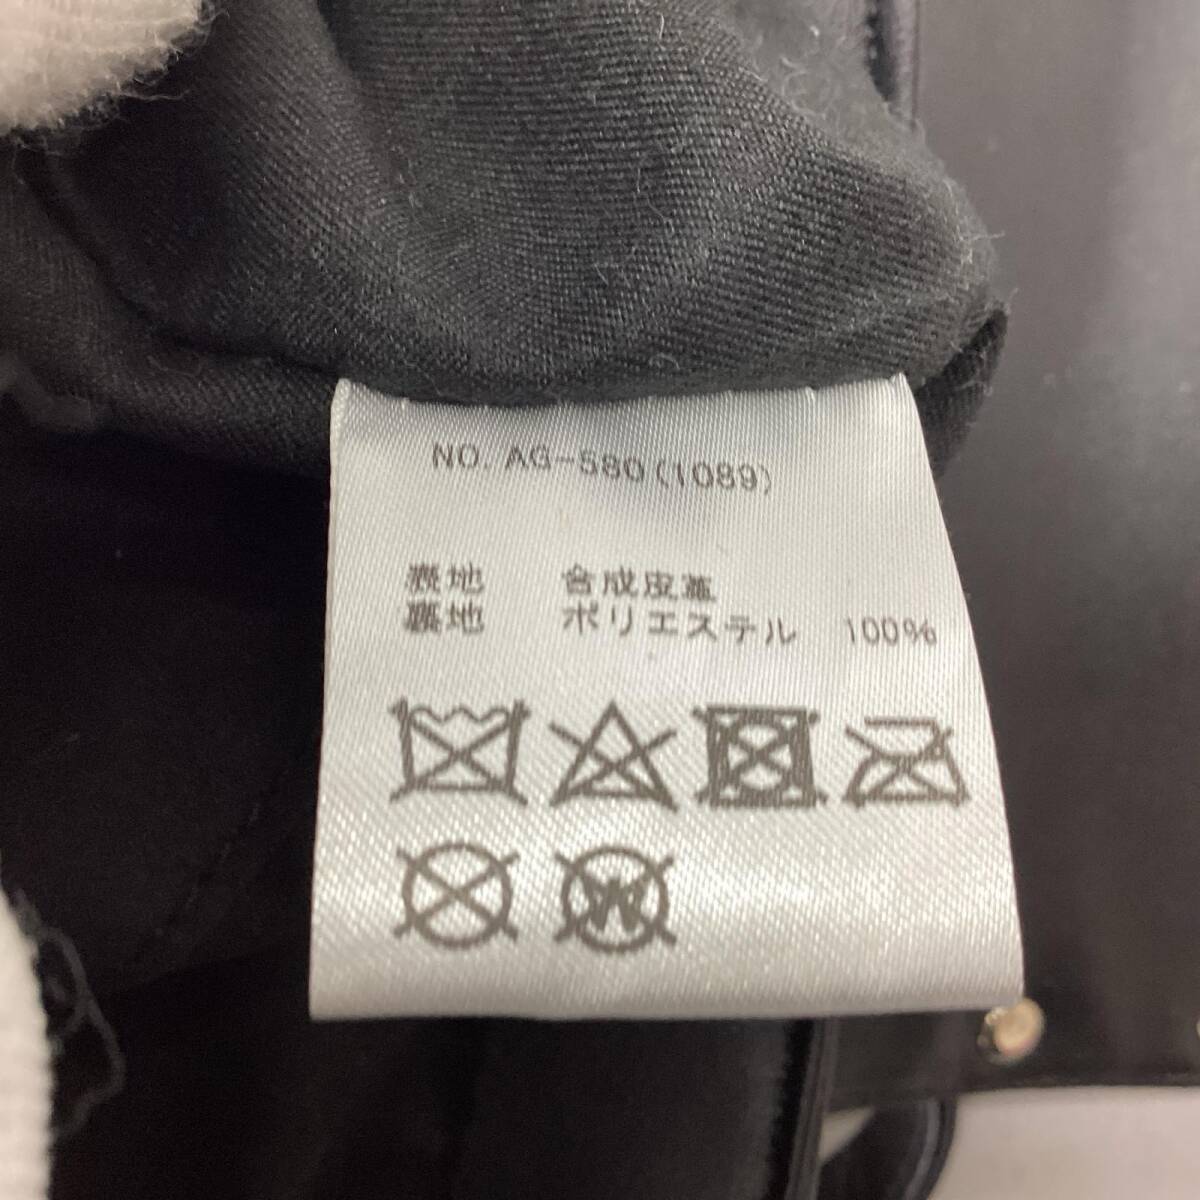 NO. AG-580(1089)
表地 合成皮革
裏地 ポリエステル 100%
W